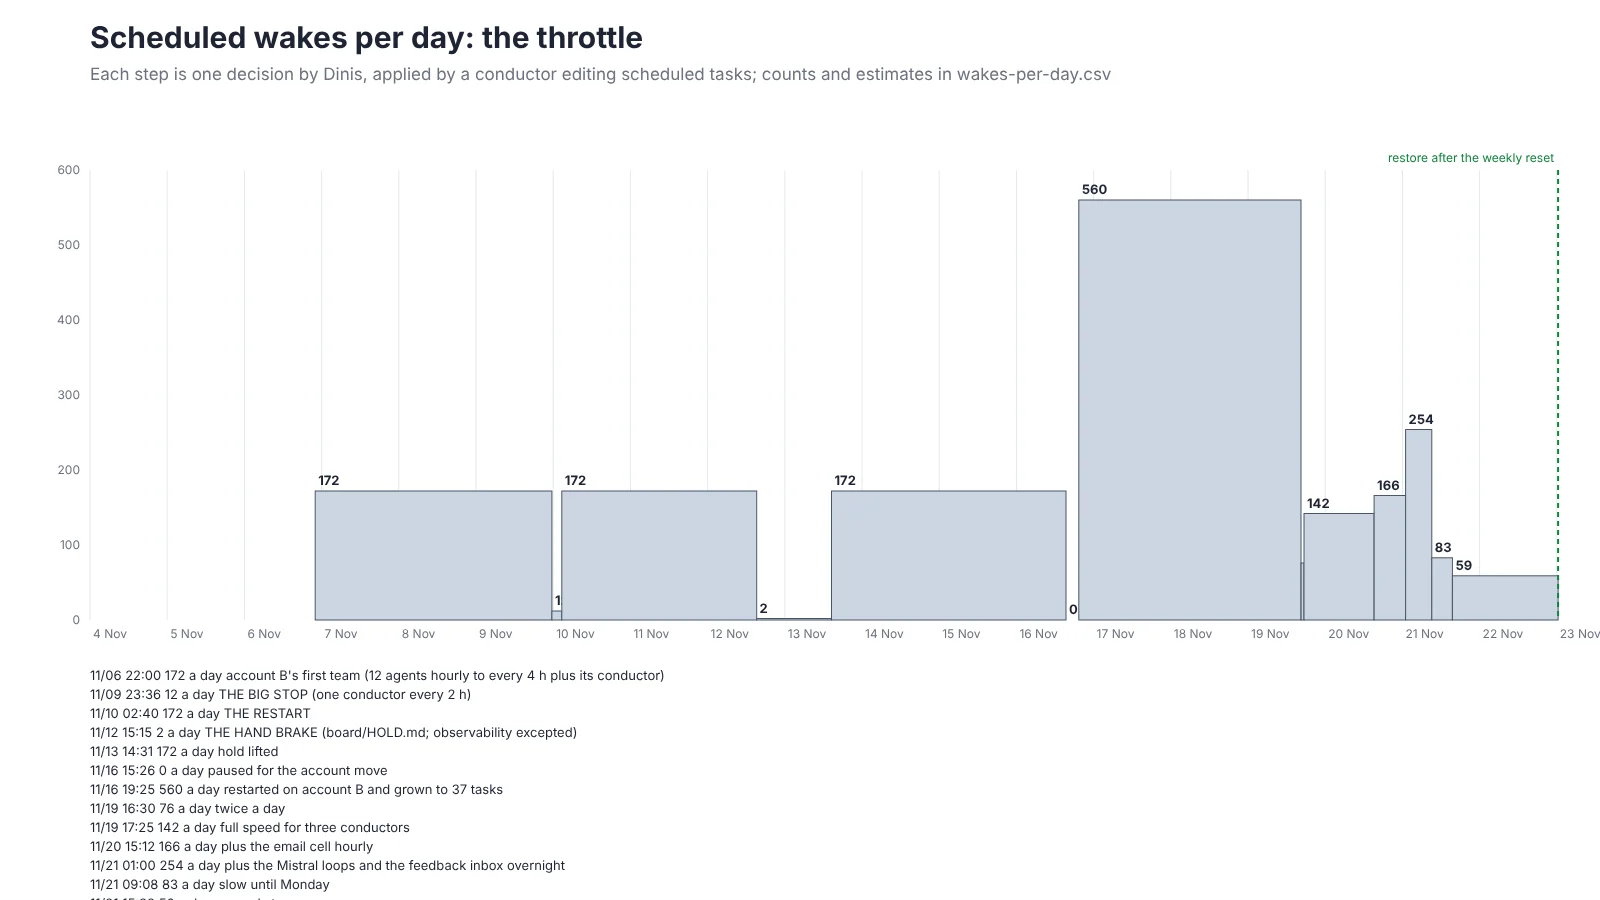 Scheduled wakes per day: the throttle
Each step is one decision by Dinis, applied by a conductor editing scheduled tasks; counts and estimates in wakes-per-day.csv
restore after the weekly reset
600
560
500
400
300
254
200
172
172
172
166
142
100
83
59
1
2
0
0
4 Nov
5 Nov
6 Nov
7 Nov
8 Nov
9 Nov
10 Nov
11 Nov
12 Nov
13 Nov
14 Nov
15 Nov
16 Nov
17 Nov
18 Nov
19 Nov
20 Nov
21 Nov
22 Nov
23 Nov
11/06 22:00 172 a day account B's first team (12 agents hourly to every 4 h plus its conductor)
11/09 23:36 12 a day THE BIG STOP (one conductor every 2 h)
11/10 02:40 172 a day THE RESTART
11/12 15:15 2 a day THE HAND BRAKE (board/HOLD.md; observability excepted)
11/13 14:31 172 a day hold lifted
11/16 15:26 0 a day paused for the account move
11/16 19:25 560 a day restarted on account B and grown to 37 tasks
11/19 16:30 76 a day twice a day
11/19 17:25 142 a day full speed for three conductors
11/20 15:12 166 a day plus the email cell hourly
11/21 01:00 254 a day plus the Mistral loops and the feedback inbox overnight
11/21 09:08 83 a day slow until Monday